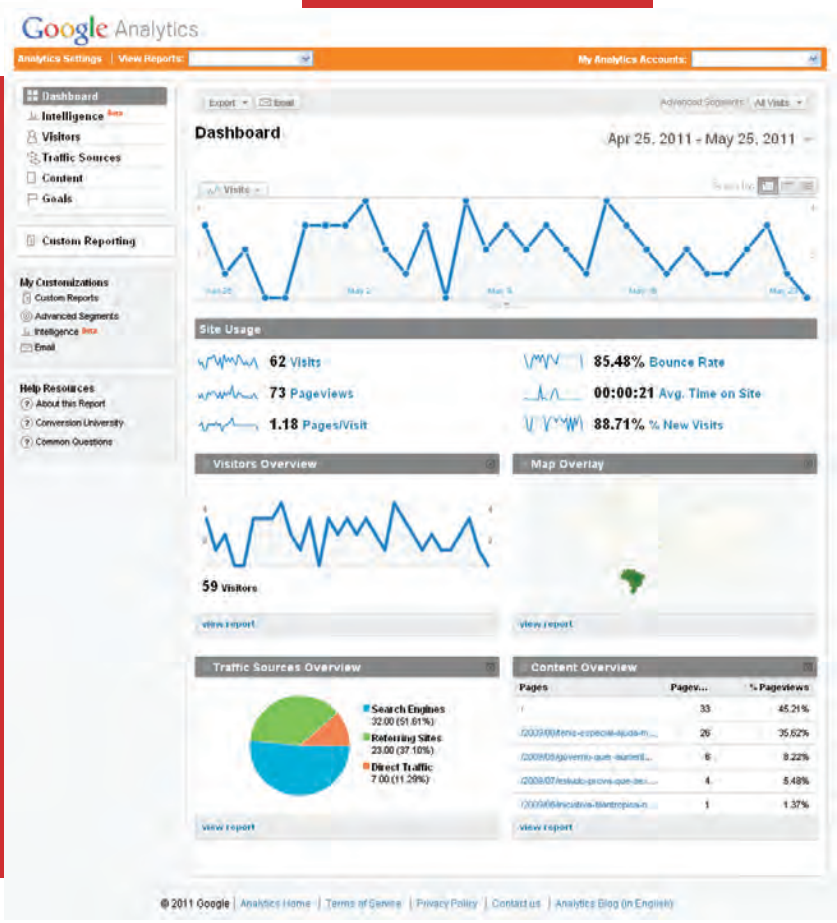 Google Analytics
Analytics Settings | View Reports:
My Analytics Accounts:
Dashboard
Intelligence Beta
Visitors
Traffic Sources
Content
Goals
Custom Reporting
My Customizations
Custom Reports
Advanced Segments
Intelligence Beta
Email
Help Resources
About this Report
Conversion University
Common Questions
Export Email
Advanced Segments: All Visits
Dashboard
Apr 25, 2011 - May 25, 2011
Visits
May 2
May 23
Site Usage
62 Visits
85.48% Bounce Rate
73 Pageviews
00:00:21 Avg. Time on Site
1.18 Pages/Visit
88.71% % New Visits
Visitors Overview
59 Visitors
view report
Map Overlay
view report
Traffic Sources Overview
Search Engines
32.00 (51.61%)
Referring Sites
23.00 (37.10%)
Direct Traffic
7.00 (11.29%)
view report
Content Overview
Pages Pagev... % Pageviews
/ 33 45.21%
26 35.62%
6 8.22%
4 5.48%
1 1.37%
view report
© 2011 Google | Analytics Home | Terms of Service | Privacy Policy | Contact us | Analytics Blog (in English)